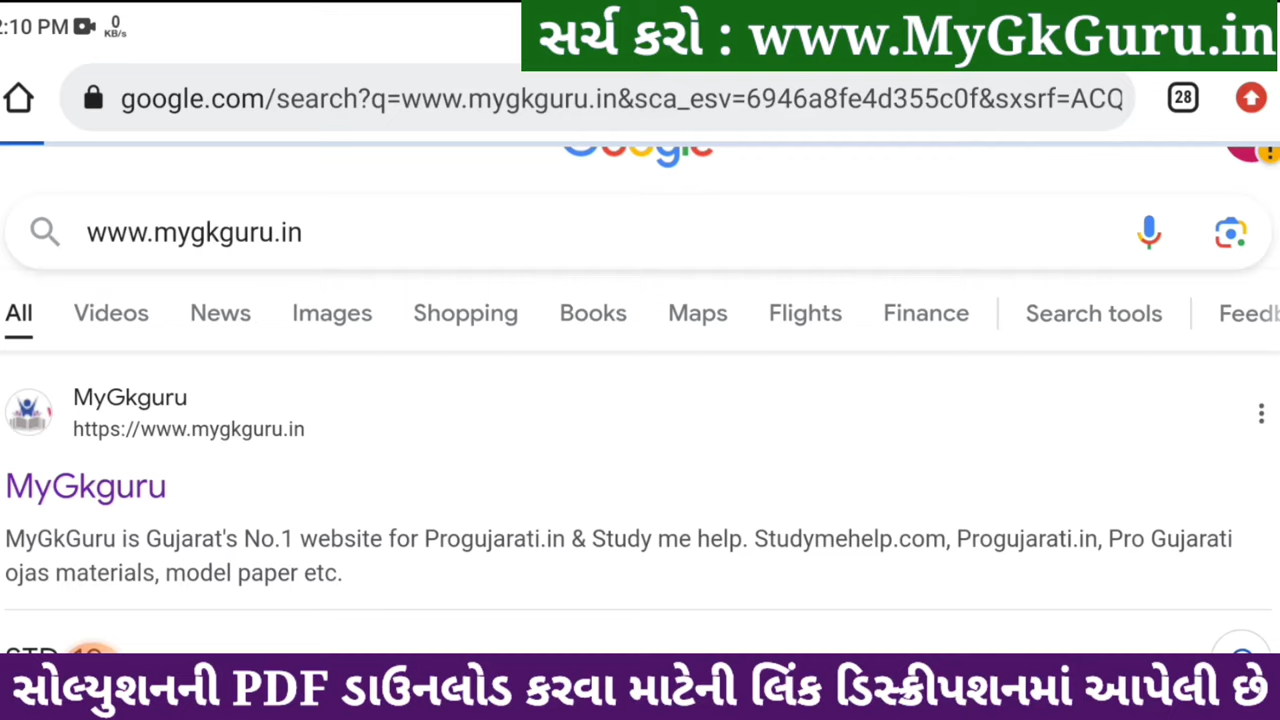 2:10 PM 0 KB/s
સર્ચ કરો : www.MyGkGuru.in
google.com/search?q=www.mygkguru.in&sca_esv=6946a8fe4d355c0f&sxsrf=ACQ
28
Google
www.mygkguru.in
All Videos News Images Shopping Books Maps Flights Finance Search tools Feedb
MyGkguru
https://www.mygkguru.in
MyGkguru
MyGkGuru is Gujarat's No.1 website for Progujarati.in & Study me help. Studymehelp.com, Progujarati.in, Pro Gujarati
ojas materials, model paper etc.
STD
સોલ્યુશનની PDF ડાઉનલોડ કરવા માટેની લિંક ડિસ્ક્રીપશનમાં આપેલી છે